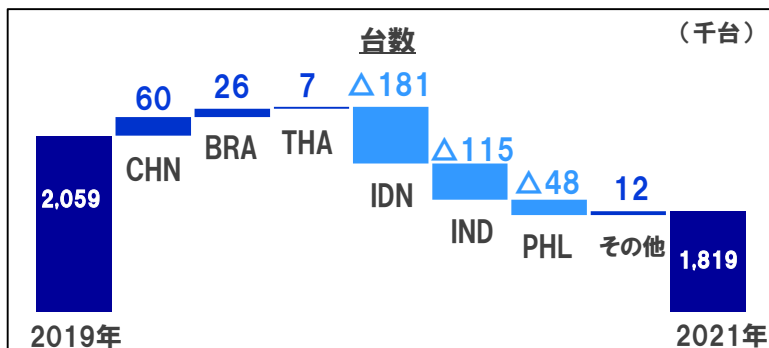 台数
（千台）
60
26
7
△181
CHN
BRA
THA
△115
2,059
IDN
△48
12
IND
PHL
その他
1,819
2019年
2021年